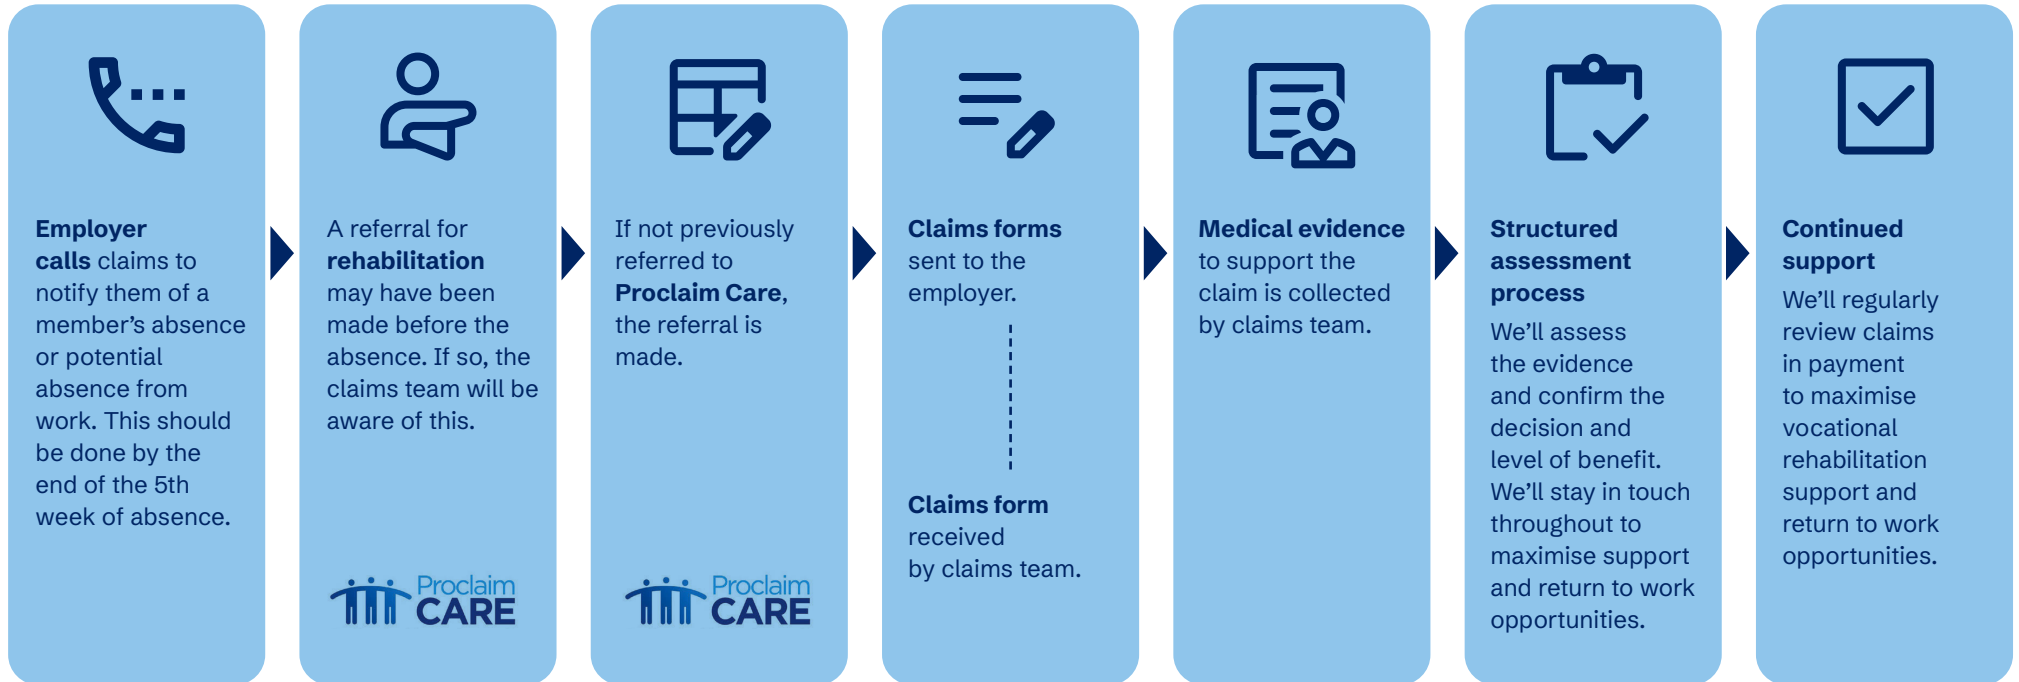 Employer
calls claims to
notify them of a
member’s absence
or potential
absence from
work. This should
be done by the
end of the 5th
week of absence.
A referral for
rehabilitation
may have been
made before the
absence. If so, the
claims team will be
aware of this.
Proclaim
CARE
If not previously
referred to
Proclaim Care,
the referral is
made.
Proclaim
CARE
Claims forms
sent to the
employer.
Claims form
received
by claims team.
Medical evidence
to support the
claim is collected
by claims team.
Structured
assessment
process
We’ll assess
the evidence
and confirm the
decision and
level of benefit.
We’ll stay in touch
throughout to
maximise support
and return to work
opportunities.
Continued
support
We’ll regularly
review claims
in payment
to maximise
vocational
rehabilitation
support and
return to work
opportunities.